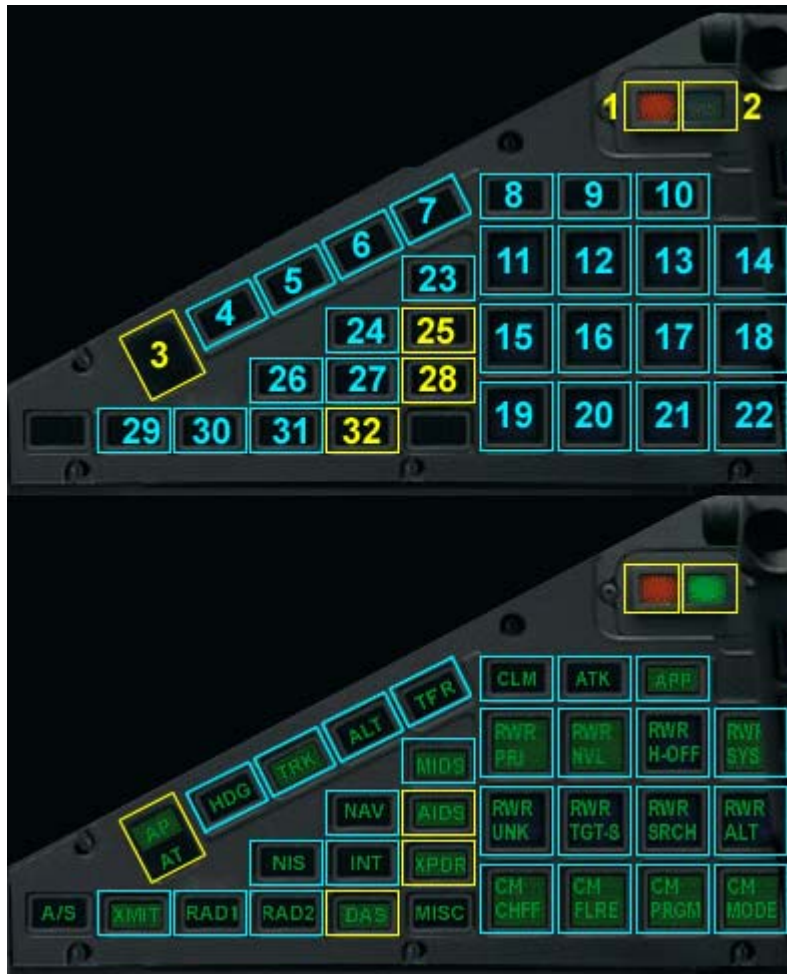 1
2
8 9 10
7
6
5
4
11 12 13 14
23
3
24 25
15 16 17 18
26 27 28
29 30 31 32
19 20 21 22
CLM ATK APP
TFR
ALT
TRK
HDG
RWR
PRI
RWR
NVL
RWR
H-OFF
RWR
SYS
MIDS
AP
AT
NAV AIDS
RWR
UNK
RWR
TGT-S
RWR
SRCH
RWR
ALT
NIS INT XPDR
A/S XMIT RAD1 RAD2 DAS MISC
CM
CHFF
CM
FLRE
CM
PRGM
CM
MODE